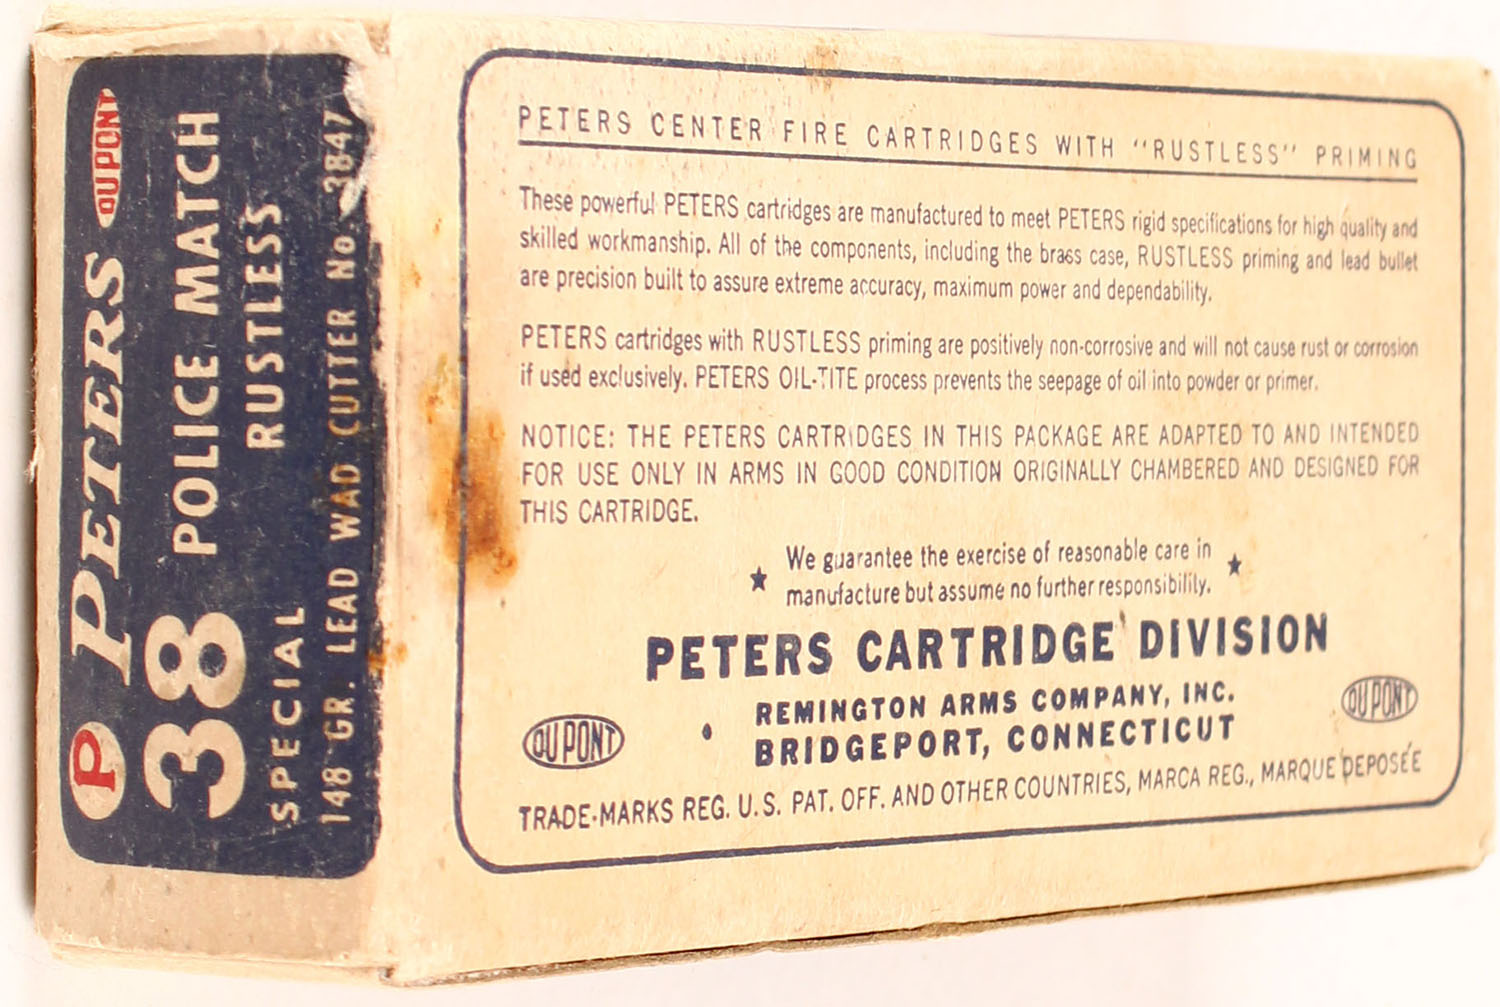 P PETERS DUPONT
38 POLICE MATCH
SPECIAL RUSTLESS
148 GR. LEAD WAD CUTTER No. 3847
PETERS CENTER FIRE CARTRIDGES WITH "RUSTLESS" PRIMING
These powerful PETERS cartridges are manufactured to meet PETERS rigid specifications for high quality and
skilled workmanship. All of the components, including the brass case, RUSTLESS priming and lead bullet
are precision built to assure extreme accuracy, maximum power and dependability.
PETERS cartridges with RUSTLESS priming are positively non-corrosive and will not cause rust or corrosion
if used exclusively. PETERS OIL-TITE process prevents the seepage of oil into powder or primer.
NOTICE: THE PETERS CARTRIDGES IN THIS PACKAGE ARE ADAPTED TO AND INTENDED
FOR USE ONLY IN ARMS IN GOOD CONDITION ORIGINALLY CHAMBERED AND DESIGNED FOR
THIS CARTRIDGE.
We guarantee the exercise of reasonable care in
manufacture but assume no further responsibility.
PETERS CARTRIDGE DIVISION
REMINGTON ARMS COMPANY, INC.
BRIDGEPORT, CONNECTICUT
DU PONT
DU PONT
TRADE-MARKS REG. U.S. PAT. OFF. AND OTHER COUNTRIES, MARCA REG., MARQUE DEPOSÉE